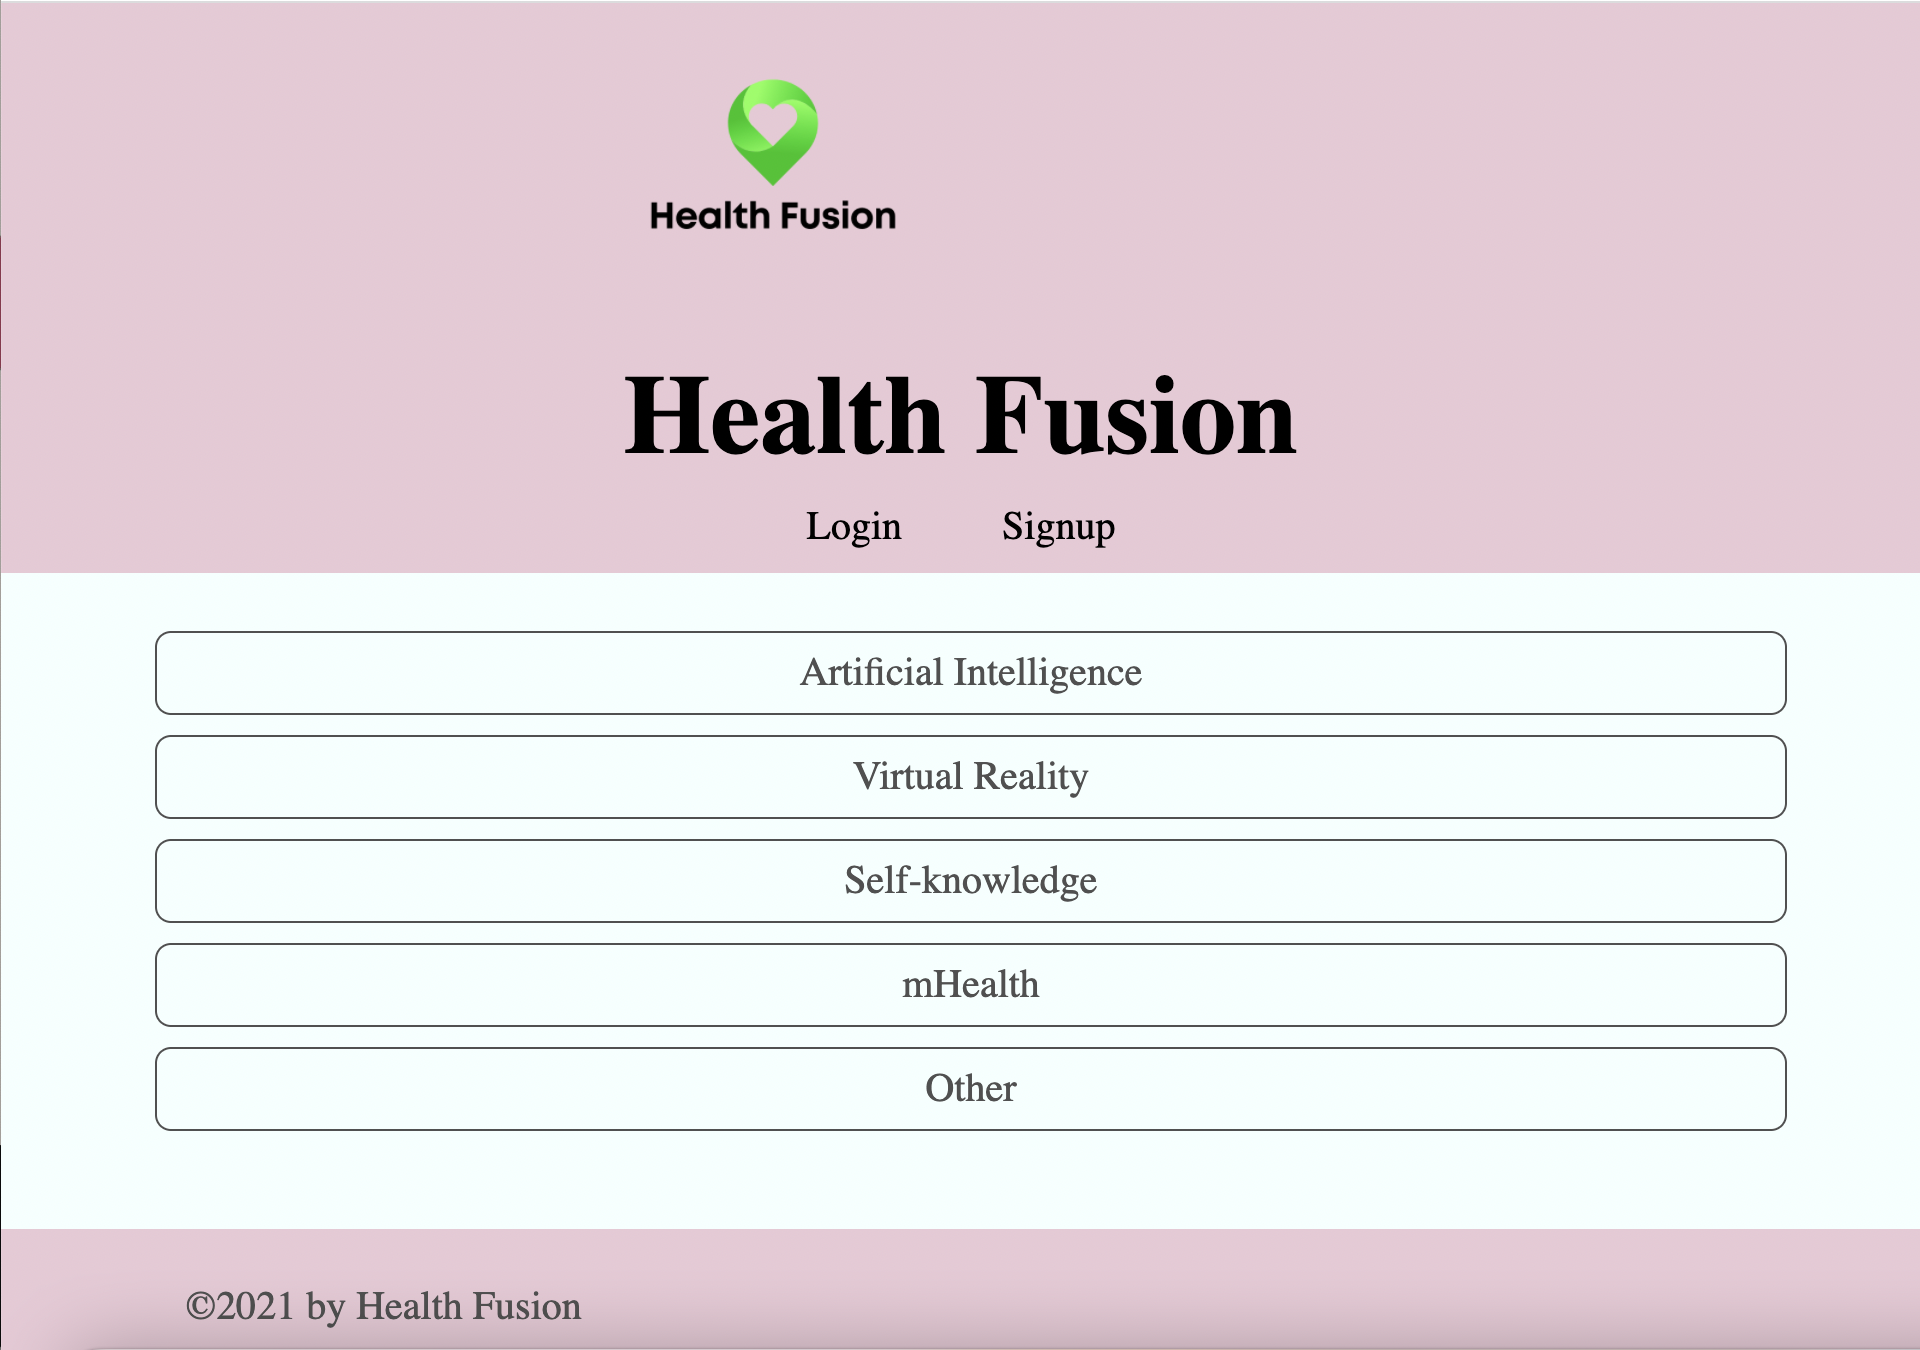 Health Fusion
Health Fusion
Login Signup
Artificial Intelligence
Virtual Reality
Self-knowledge
mHealth
Other
©2021 by Health Fusion